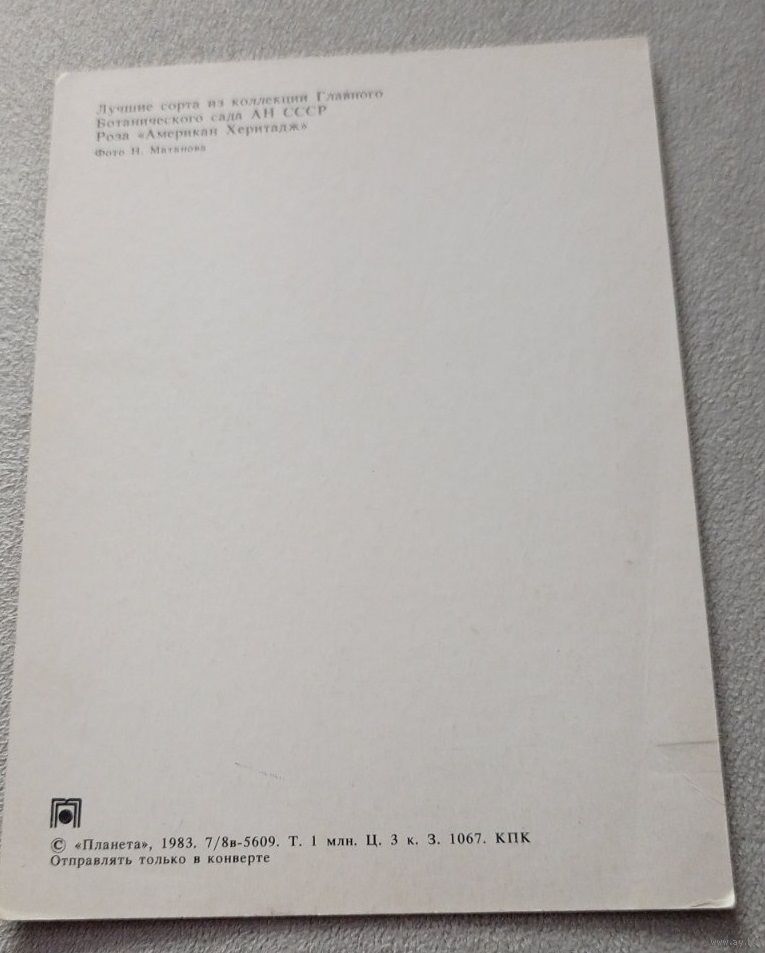 Лучшие сорта из коллекции Главного
Ботанического сада АН СССР
Роза «Американ Херитадж»
Фото Н. Матанова
© «Планета», 1983. 7/8в-5609. Т. 1 млн. Ц. 3 к. З. 1067. КПК
Отправлять только в конверте